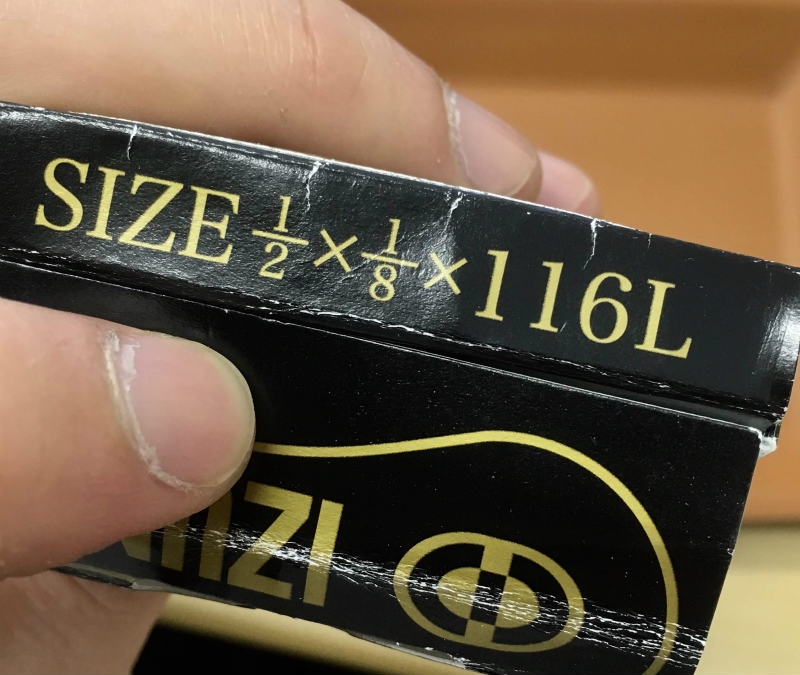 SIZE 1/2 × 1/8 × 116L